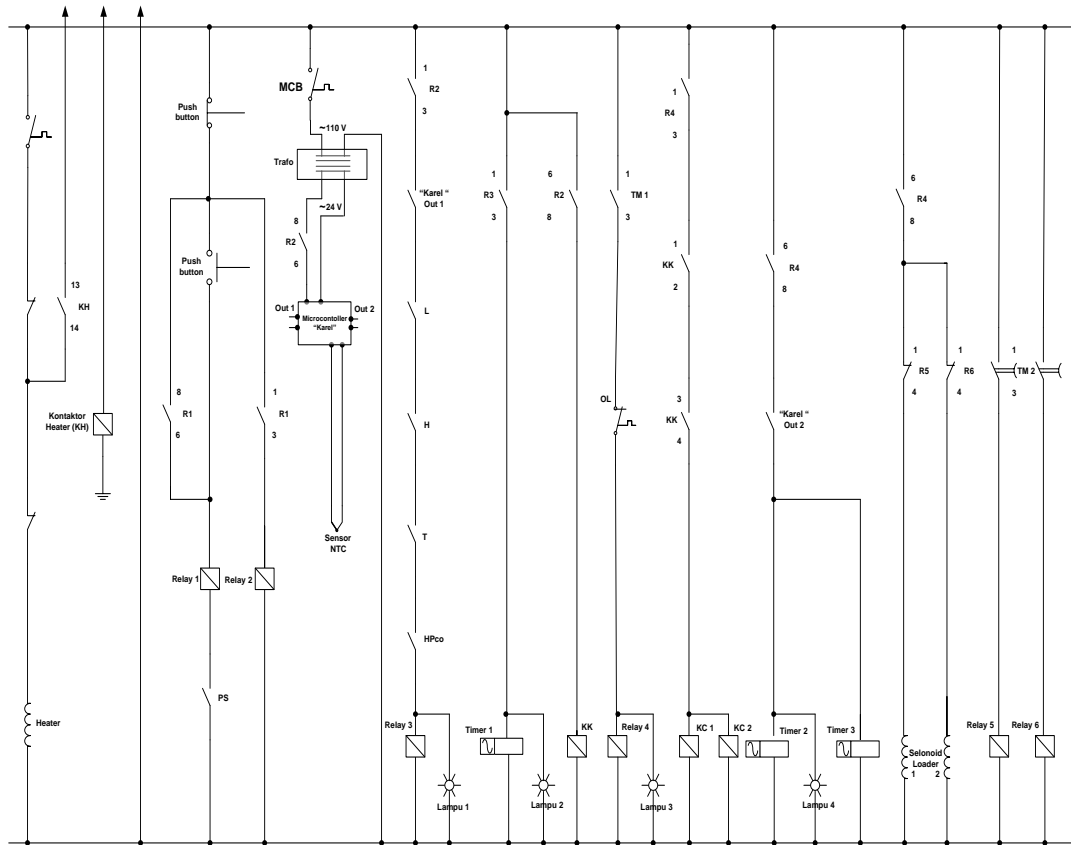 13
KH
14
Kontaktor
Heater (KH)
Heater
Push
button
Push
button
8
R1
6
1
R1
3
Relay 1
Relay 2
PS
MCB
~110 V
Trafo
~24 V
8
R2
6
Out 1
Out 2
Microcontoller
“Karel”
Sensor
NTC
1
R2
3
“Karel “
Out 1
L
H
T
HPco
Relay 3
Lampu 1
1
R3
3
Timer 1
Lampu 2
6
R2
8
KK
1
TM 1
3
OL
Relay 4
Lampu 3
1
R4
3
1
KK
2
3
KK
4
KC 1
KC 2
6
R4
8
“Karel “
Out 2
Timer 2
Timer 3
Lampu 4
6
R4
8
1
R5
4
1
R6
4
Selonoid
Loader
1
2
1
TM 2
3
Relay 5
Relay 6